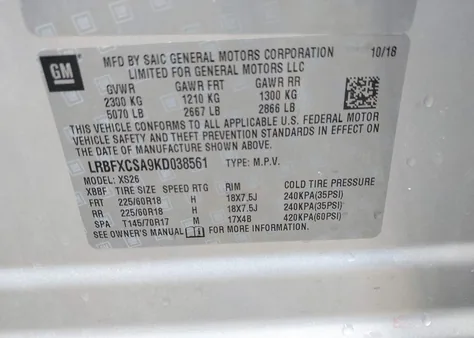 GM
MFD BY SAIC GENERAL MOTORS CORPORATION 10/18
LIMITED FOR GENERAL MOTORS LLC
GVWR GAWR FRT GAWR RR
2300 KG 1210 KG 1300 KG
5070 LB 2667 LB 2866 LB
THIS VEHICLE CONFORMS TO ALL APPLICABLE U.S. FEDERAL MOTOR
VEHICLE SAFETY AND THEFT PREVENTION STANDARDS IN
EFFECT ON THE DATE OF MANUFACTURE SHOWN ABOVE.
LRBFXCSA9KD038561 TYPE: M.P.V.
MODEL: XS26
XBBF TIRE SIZE SPEED RTG RIM COLD TIRE PRESSURE
FRT 225/60R18 H 18X7.5J 240KPA(35PSI)
RR 225/60R18 H 18X7.5J 240KPA(35PSI)
SPA T145/70R17 M 17X4B 420KPA(60PSI)
SEE OWNER'S MANUAL FOR MORE INFORMATION